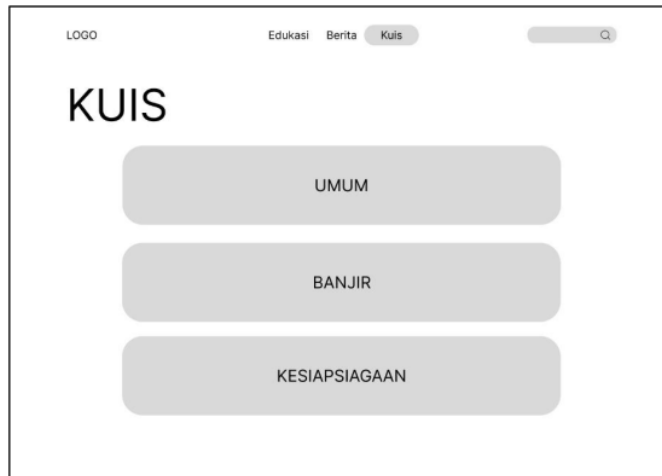 LOGO Edukasi Berita Kuis
KUIS
UMUM
BANJIR
KESIAPSIAGAAN